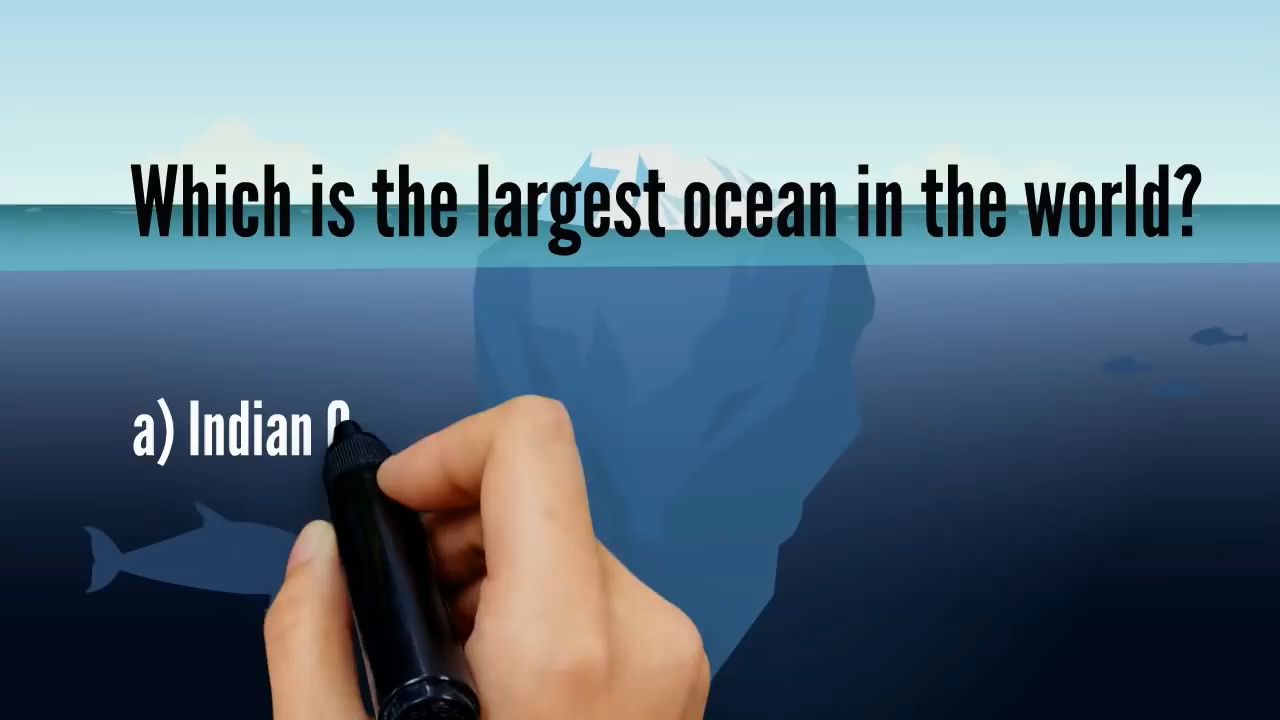 Which is the largest ocean in the world?
a) Indian